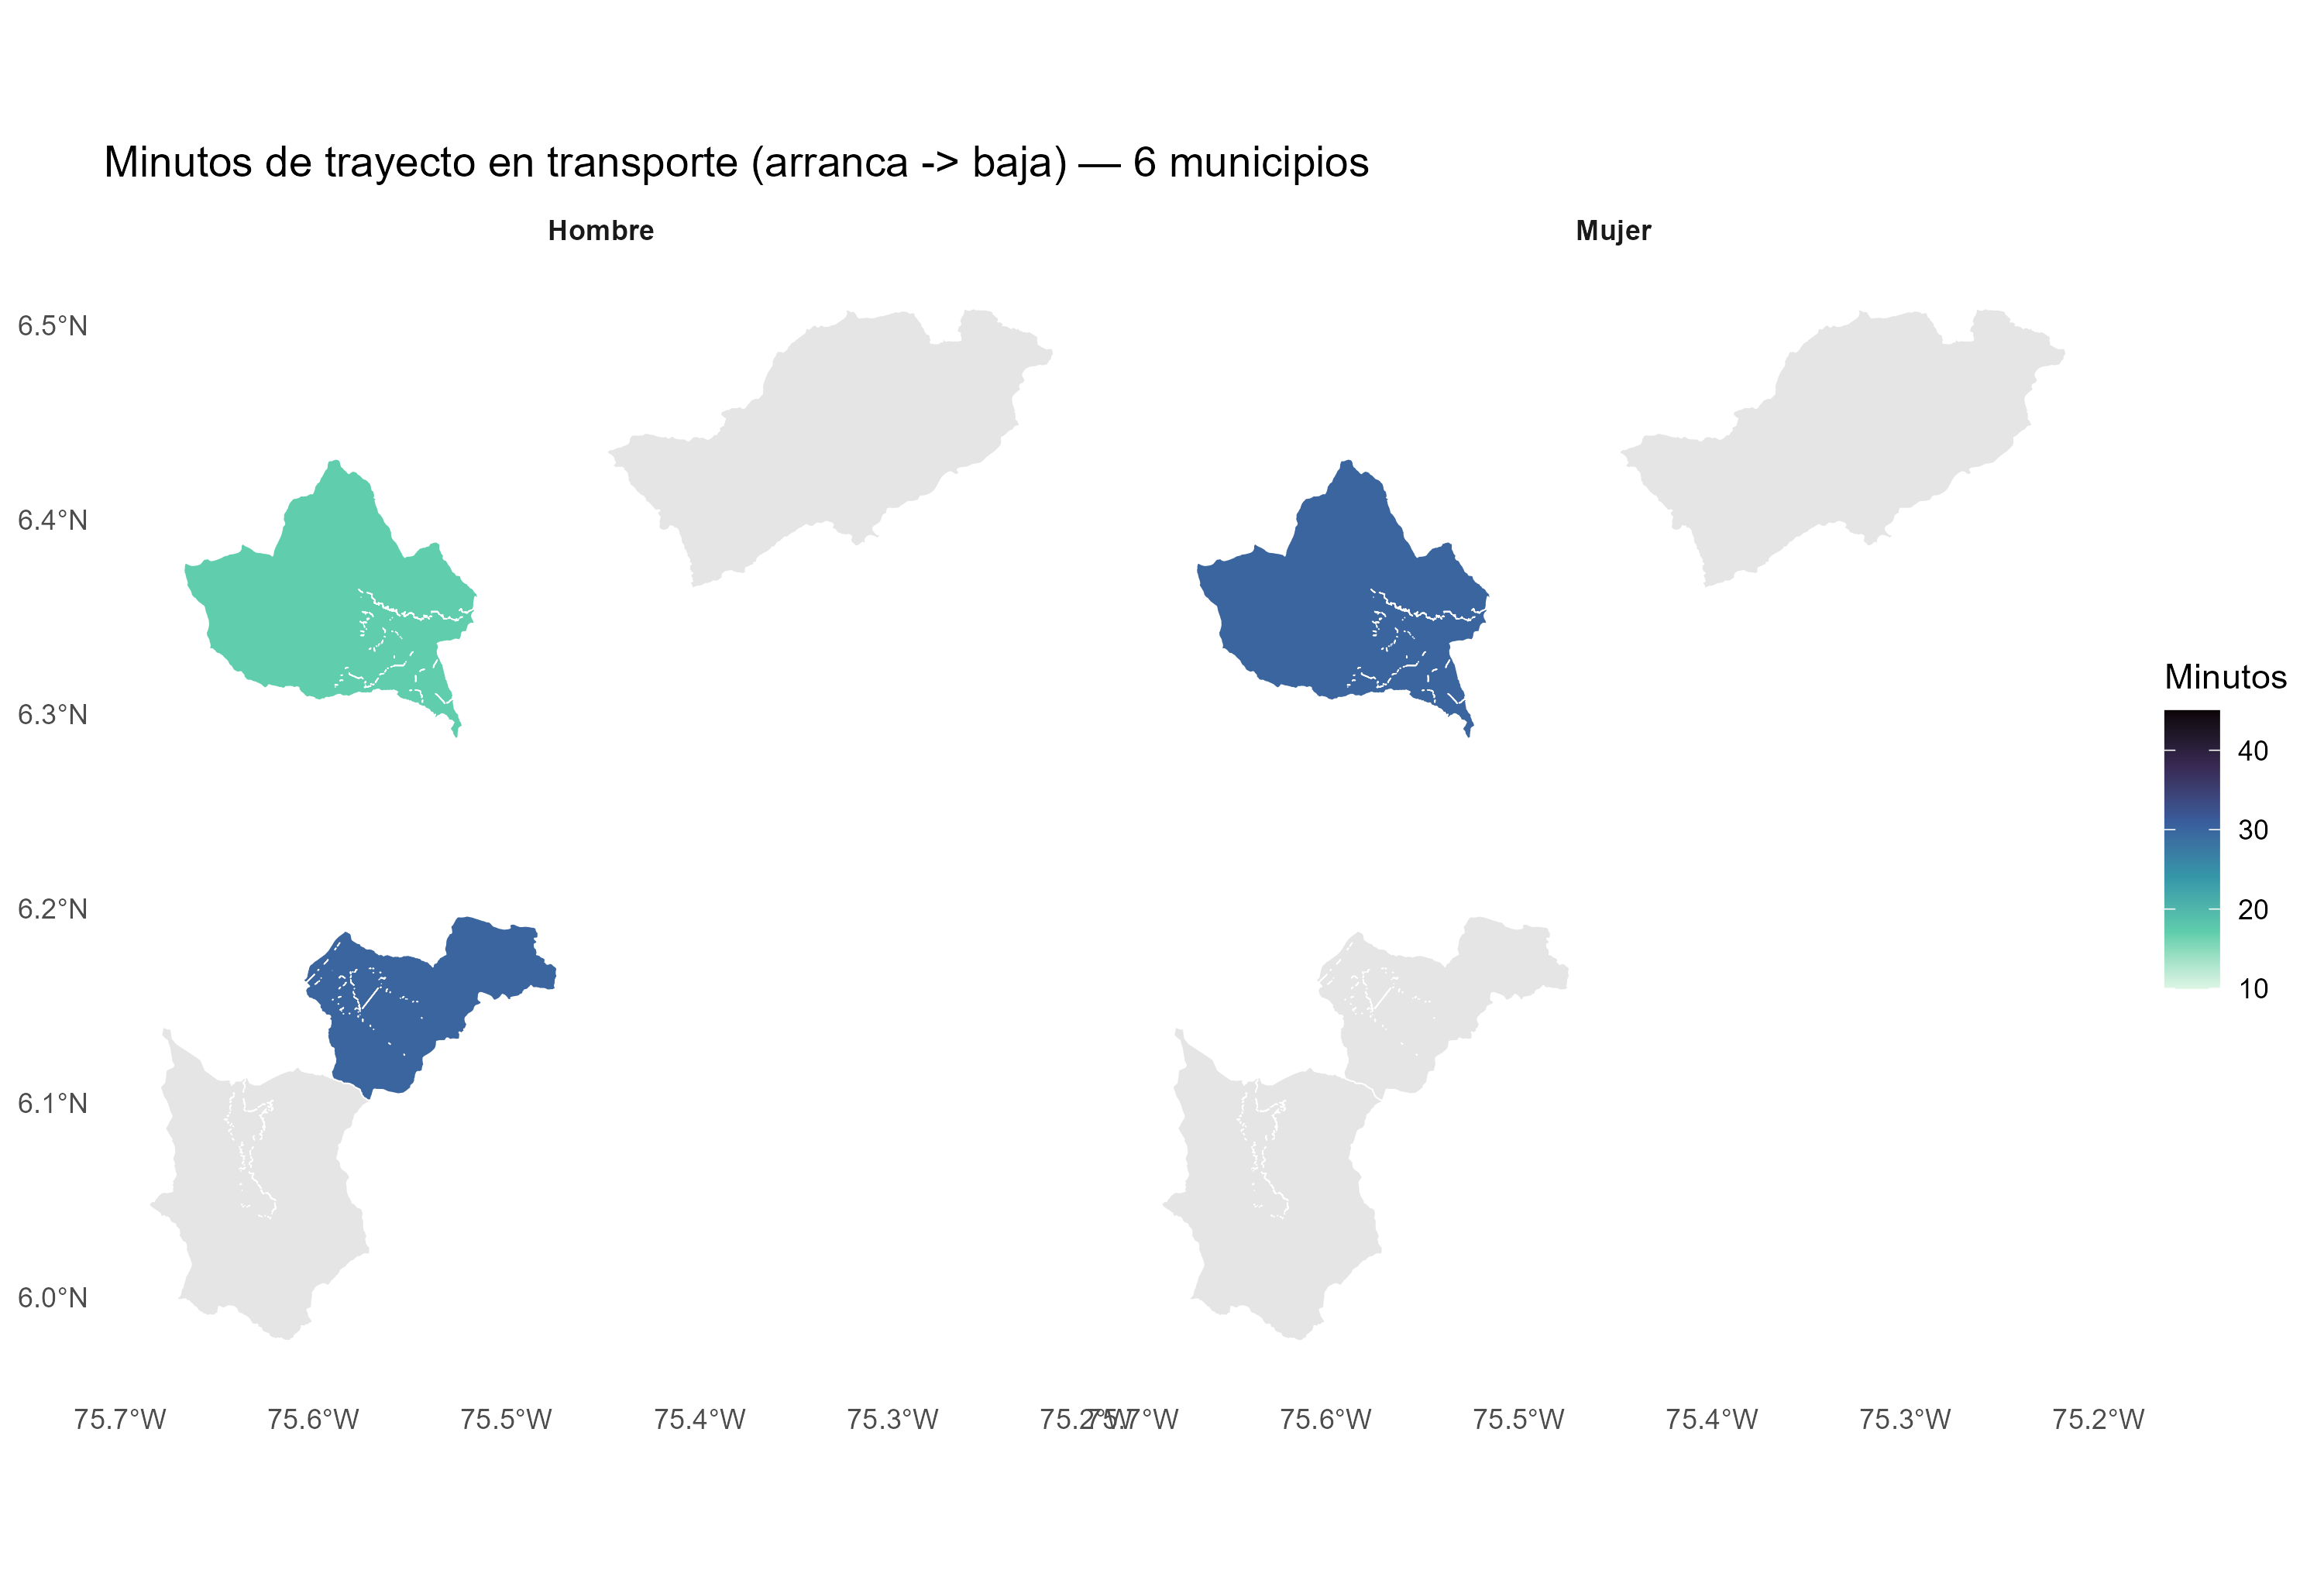 Minutos de trayecto en transporte (arranca -> baja) — 6 municipios
Hombre
Mujer
6.5°N
6.4°N
6.3°N
6.2°N
6.1°N
6.0°N
75.7°W
75.6°W
75.5°W
75.4°W
75.3°W
75.2°W
75.7°W
75.6°W
75.5°W
75.4°W
75.3°W
75.2°W
Minutos
40
30
20
10